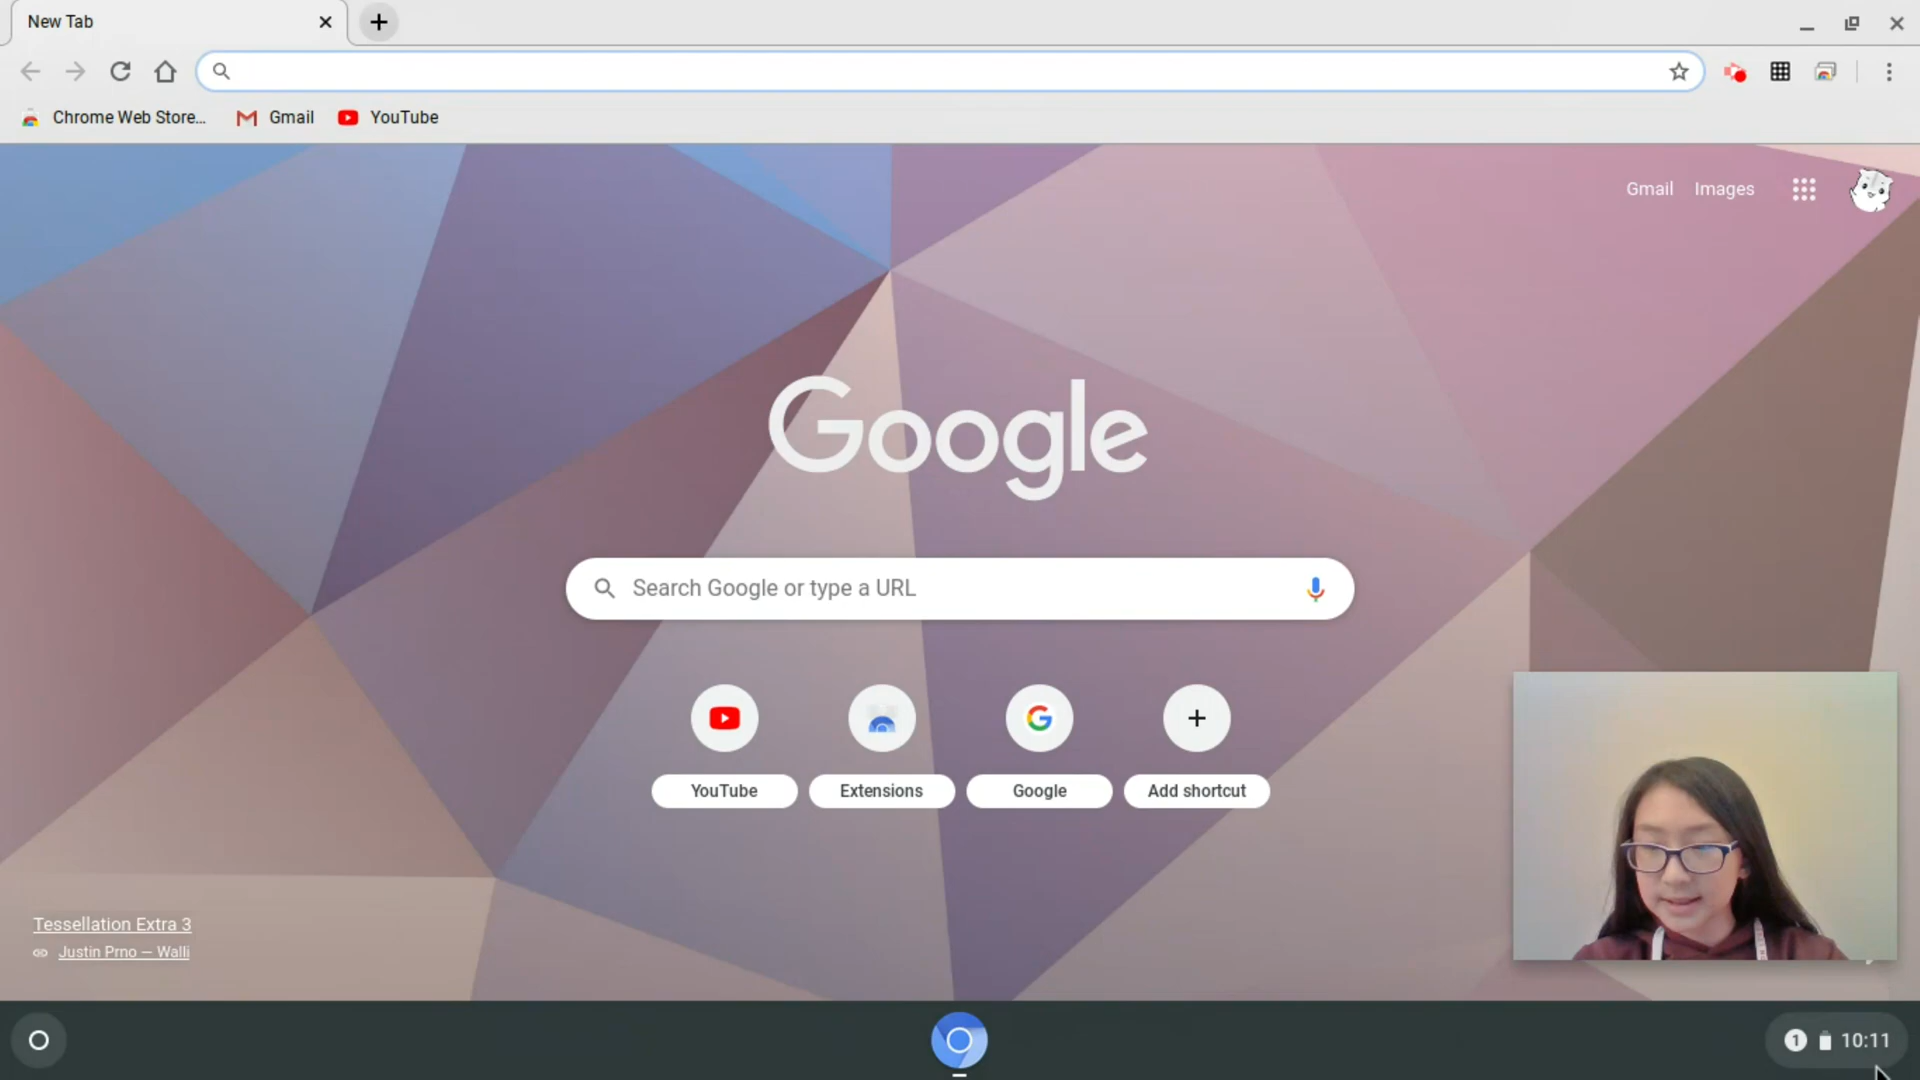 New Tab
Chrome Web Store...
Gmail
YouTube
Gmail
Images
Google
Search Google or type a URL
YouTube
Extensions
Google
Add shortcut
Tessellation Extra 3
Justin Prno — Walli
1
10:11